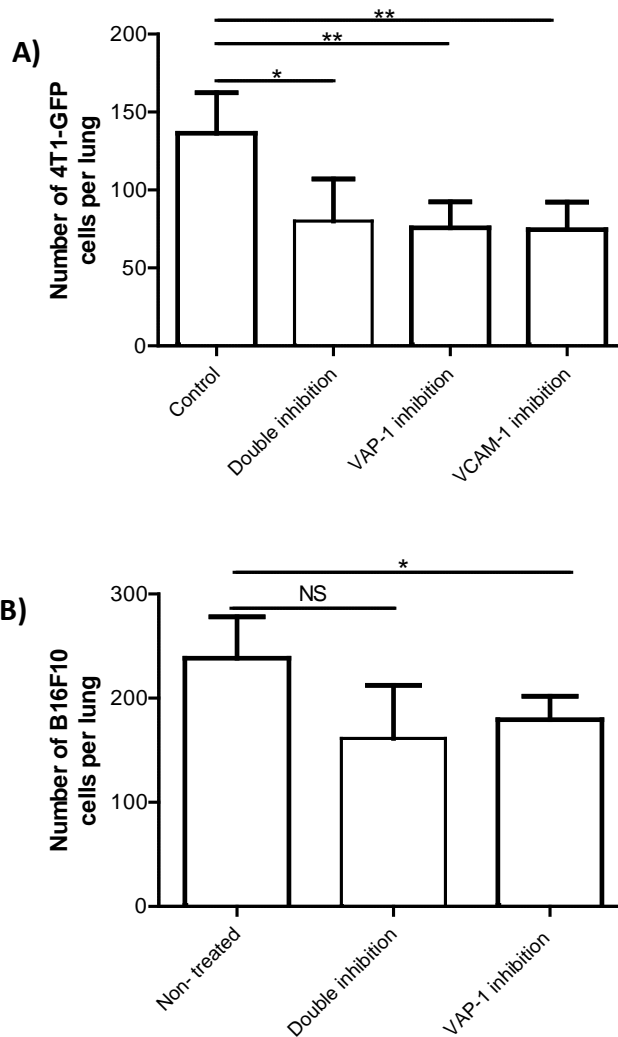 A)
**
**
*
200
150
100
50
0
Number of 4T1-GFP
cells per lung
Control
Double inhibition
VAP-1 inhibition
VCAM-1 inhibition
B)
*
NS
300
200
100
0
Number of B16F10
cells per lung
Non- treated
Double inhibition
VAP-1 inhibition